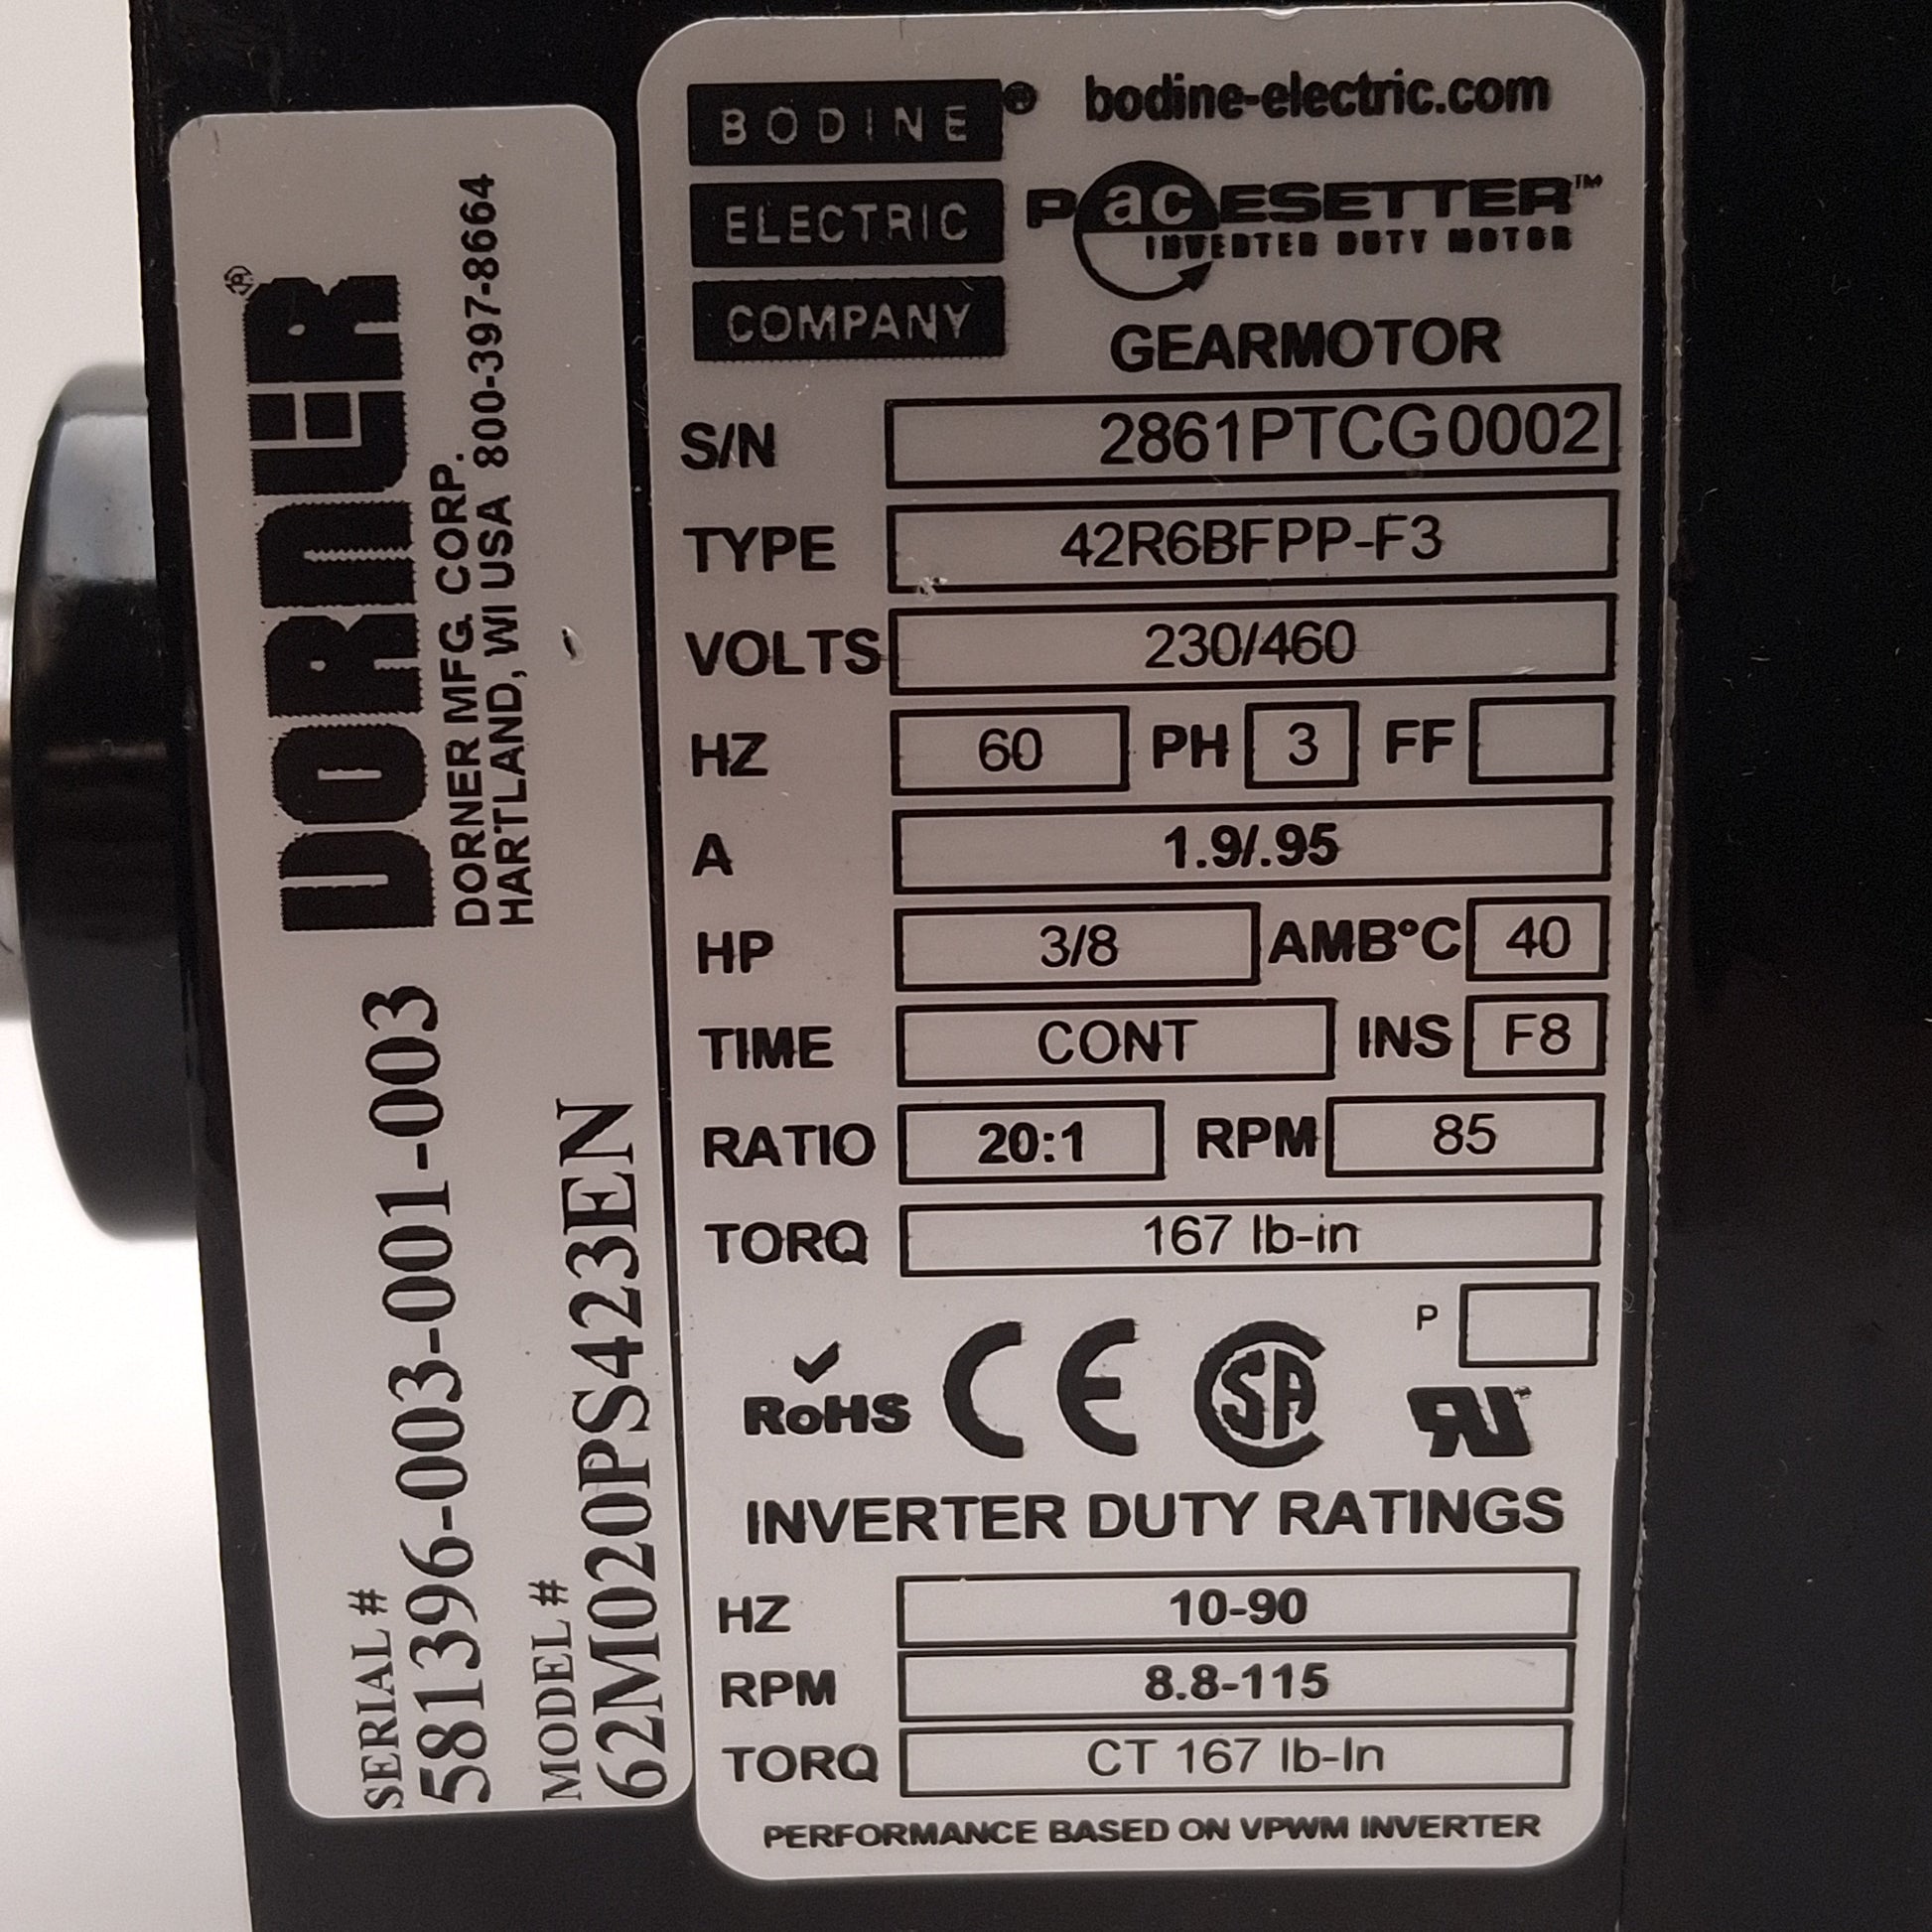 DORNER®
DORNER MFG. CORP.
HARTLAND, WI USA 800-397-8664
SERIAL #
581396-003-001-003
MODEL #
62M020PS423EN
BODINE ® bodine-electric.com
ELECTRIC PacESETTER™
INVERTED DUTY MOTOR
COMPANY
GEARMOTOR
S/N 2861PTCG0002
TYPE 42R6BFPP-F3
VOLTS 230/460
HZ 60 PH 3 FF
A 1.9/.95
HP 3/8 AMB°C 40
TIME CONT INS F8
RATIO 20:1 RPM 85
TORQ 167 lb-in
P
RoHS CE SA RU
INVERTER DUTY RATINGS
HZ 10-90
RPM 8.8-115
TORQ CT 167 lb-In
PERFORMANCE BASED ON VPWM INVERTER